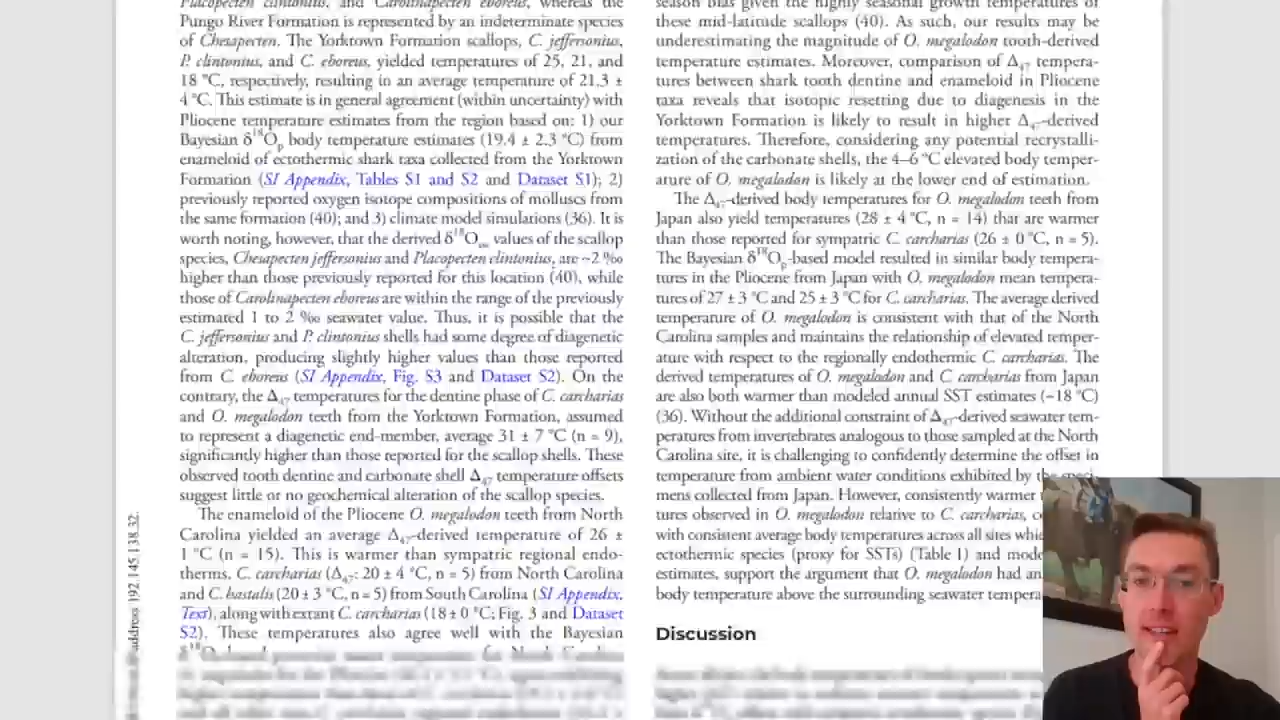 Placopecten clintonius, and Carolinapecten eboreus, whereas the
Pungo River Formation is represented by an indeterminate species
of Chesapecten. The Yorktown Formation scallops, C. jeffersonius,
P. clintonius, and C. eboreus, yielded temperatures of 25, 21, and
18 °C, respectively, resulting in an average temperature of 21.3 ±
4 °C. This estimate is in general agreement (within uncertainty) with
Pliocene temperature estimates from the region based on: 1) our
Bayesian δ¹⁸Oₚ body temperature estimates (19.4 ± 2.3 °C) from
enameloid of ectothermic shark taxa collected from the Yorktown
Formation (SI Appendix, Tables S1 and S2 and Dataset S1); 2)
previously reported oxygen isotope compositions of molluscs from
the same formation (40); and 3) climate model simulations (36). It is
worth noting, however, that the derived δ¹⁸O values of the scallop
species, Chesapecten jeffersonius and Placopecten clintonius, are ~2 ‰
higher than those previously reported for this location (40), while
those of Carolinapecten eboreus are within the range of the previously
estimated 1 to 2 ‰ seawater value. Thus, it is possible that the
C. jeffersonius and P. clintonius shells had some degree of diagenetic
alteration, producing slightly higher values than those reported
from C. eboreus (SI Appendix, Fig. S3 and Dataset S2). On the
contrary, the Δ₄₇ temperatures for the dentine phase of C. carcharias
and O. megalodon teeth from the Yorktown Formation, assumed
to represent a diagenetic end-member, average 31 ± 7 °C (n = 9),
significantly higher than those reported for the scallop shells. These
observed tooth dentine and carbonate shell Δ₄₇ temperature offsets
suggest little or no geochemical alteration of the scallop species.
The enameloid of the Pliocene O. megalodon teeth from North
Carolina yielded an average Δ₄₇-derived temperature of 26 ±
1 °C (n = 15). This is warmer than sympatric regional endo-
therms, C. carcharias (Δ₄₇: 20 ± 4 °C, n = 5) from North Carolina
and C. hastalis (20 ± 3 °C, n = 5) from South Carolina (SI Appendix,
Text), along with extant C. carcharias (18 ± 0 °C; Fig. 3 and Dataset
S2). These temperatures also agree well with the Bayesian
season bias given the highly seasonal growth temperatures of
these mid-latitude scallops (40). As such, our results may be
underestimating the magnitude of O. megalodon tooth-derived
temperature estimates. Moreover, comparison of Δ₄₇ tempera-
tures between shark tooth dentine and enameloid in Pliocene
taxa reveals that isotopic resetting due to diagenesis in the
Yorktown Formation is likely to result in higher Δ₄₇-derived
temperatures. Therefore, considering any potential recrystalli-
zation of the carbonate shells, the 4–6 °C elevated body temper-
ature of O. megalodon is likely at the lower end of estimation.
The Δ₄₇-derived body temperatures for O. megalodon teeth from
Japan also yield temperatures (28 ± 4 °C, n = 14) that are warmer
than those reported for sympatric C. carcharias (26 ± 0 °C, n = 5).
The Bayesian δ¹⁸Oₚ-based model resulted in similar body tempera-
tures in the Pliocene from Japan with O. megalodon mean tempera-
tures of 27 ± 3 °C and 25 ± 3 °C for C. carcharias. The average derived
temperature of O. megalodon is consistent with that of the North
Carolina samples and maintains the relationship of elevated temper-
ature with respect to the regionally endothermic C. carcharias. The
derived temperatures of O. megalodon and C. carcharias from Japan
are also both warmer than modeled annual SST estimates (~18 °C)
(36). Without the additional constraint of Δ₄₇-derived seawater tem-
peratures from invertebrates analogous to those sampled at the North
Carolina site, it is challenging to confidently determine the offset in
temperature from ambient water conditions exhibited by the speci-
mens collected from Japan. However, consistently warmer
tures observed in O. megalodon relative to C. carcharias, c
with consistent average body temperatures across all sites
ectothermic species (proxy for SSTs) (Table 1) and mode
estimates, support the argument that O. megalodon had an
body temperature above the surrounding seawater tempera
Discussion
address 192.145.138.32.